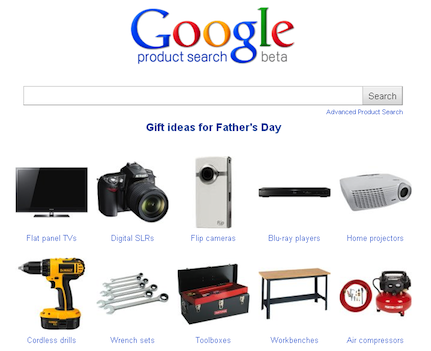 Google
product search beta
Search
Advanced Product Search
Gift ideas for Father's Day
Flat panel TVs
Digital SLRs
Flip cameras
Blu-ray players
Home projectors
Cordless drills
Wrench sets
Toolboxes
Workbenches
Air compressors